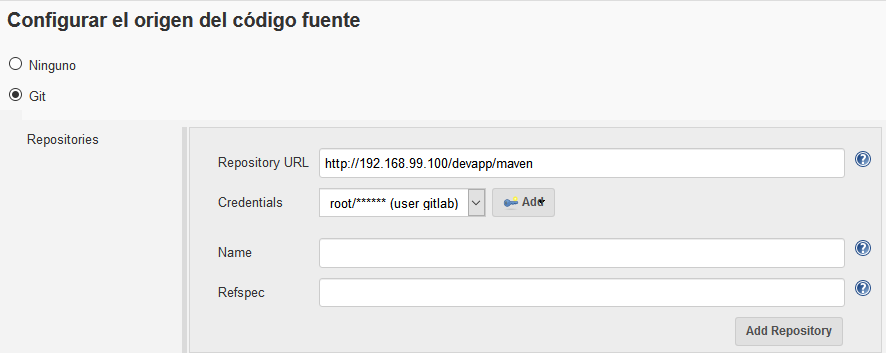 Configurar el origen del código fuente
Ninguno
Git
Repositories
Repository URL http://192.168.99.100/devapp/maven
Credentials root/****** (user gitlab) Add
Name
Refspec
Add Repository